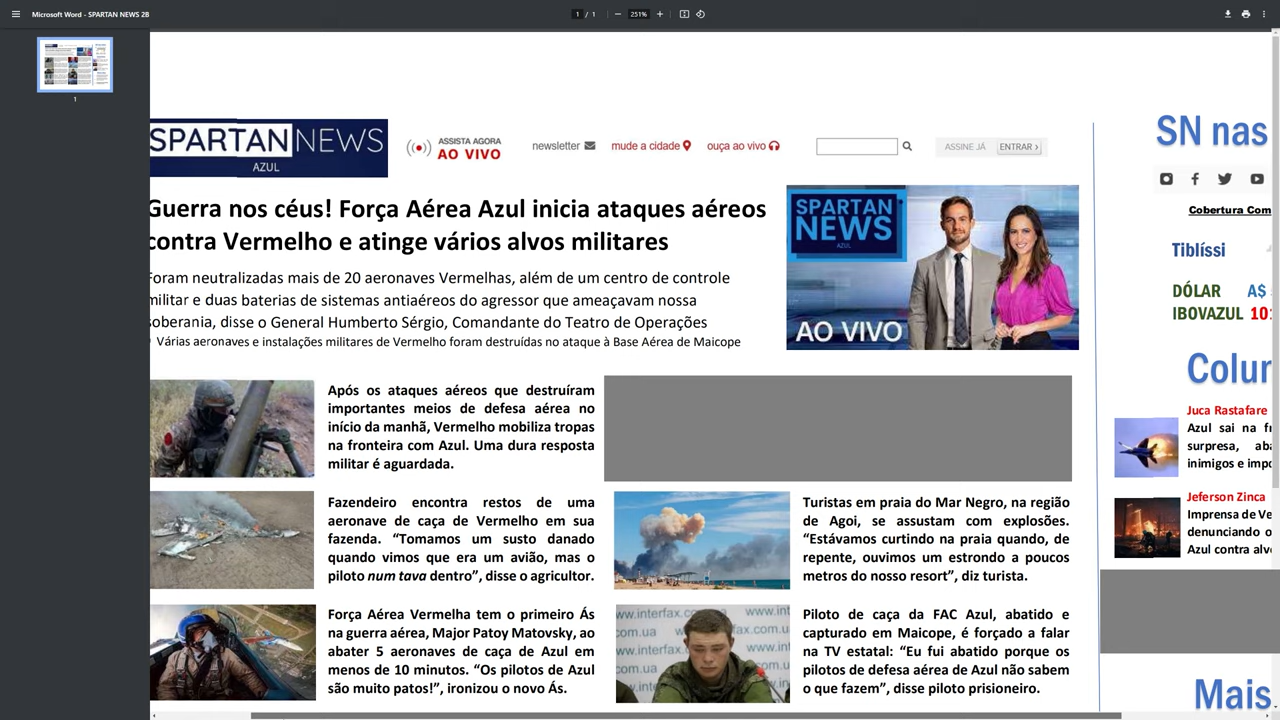 Microsoft Word - SPARTAN NEWS 2B
1 / 1
251%
1
SPARTAN NEWS
AZUL
ASSISTA AGORA
AO VIVO
newsletter
mude a cidade
ouça ao vivo
ASSINE JÁ
ENTRAR ›
Guerra nos céus! Força Aérea Azul inicia ataques aéreos
contra Vermelho e atinge vários alvos militares
Foram neutralizadas mais de 20 aeronaves Vermelhas, além de um centro de controle
militar e duas baterias de sistemas antiaéreos do agressor que ameaçavam nossa
soberania, disse o General Humberto Sérgio, Comandante do Teatro de Operações
Várias aeronaves e instalações militares de Vermelho foram destruídas no ataque à Base Aérea de Maicope
SPARTAN
NEWS
AZUL
AO VIVO
Após os ataques aéreos que destruíram
importantes meios de defesa aérea no
início da manhã, Vermelho mobiliza tropas
na fronteira com Azul. Uma dura resposta
militar é aguardada.
Fazendeiro encontra restos de uma
aeronave de caça de Vermelho em sua
fazenda. “Tomamos um susto danado
quando vimos que era um avião, mas o
piloto num tava dentro”, disse o agricultor.
Turistas em praia do Mar Negro, na região
de Agoi, se assustam com explosões.
“Estávamos curtindo na praia quando, de
repente, ouvimos um estrondo a poucos
metros do nosso resort”, diz turista.
Força Aérea Vermelha tem o primeiro Ás
na guerra aérea, Major Patoy Matovsky, ao
abater 5 aeronaves de caça de Azul em
menos de 10 minutos. “Os pilotos de Azul
são muito patos!”, ironizou o novo Ás.
www.interfax.
com.ua
Piloto de caça da FAC Azul, abatido e
capturado em Maicope, é forçado a falar
na TV estatal: “Eu fui abatido porque os
pilotos de defesa aérea de Azul não sabem
o que fazem”, disse piloto prisioneiro.
SN nas
Cobertura Com
Tiblíssi
DÓLAR A$
IBOVAZUL 10
Colu
Juca Rastafare
Azul sai na f
surpresa, aba
inimigos e impo
Jeferson Zinca
Imprensa de Ve
denunciando o
Azul contra alv
Mais